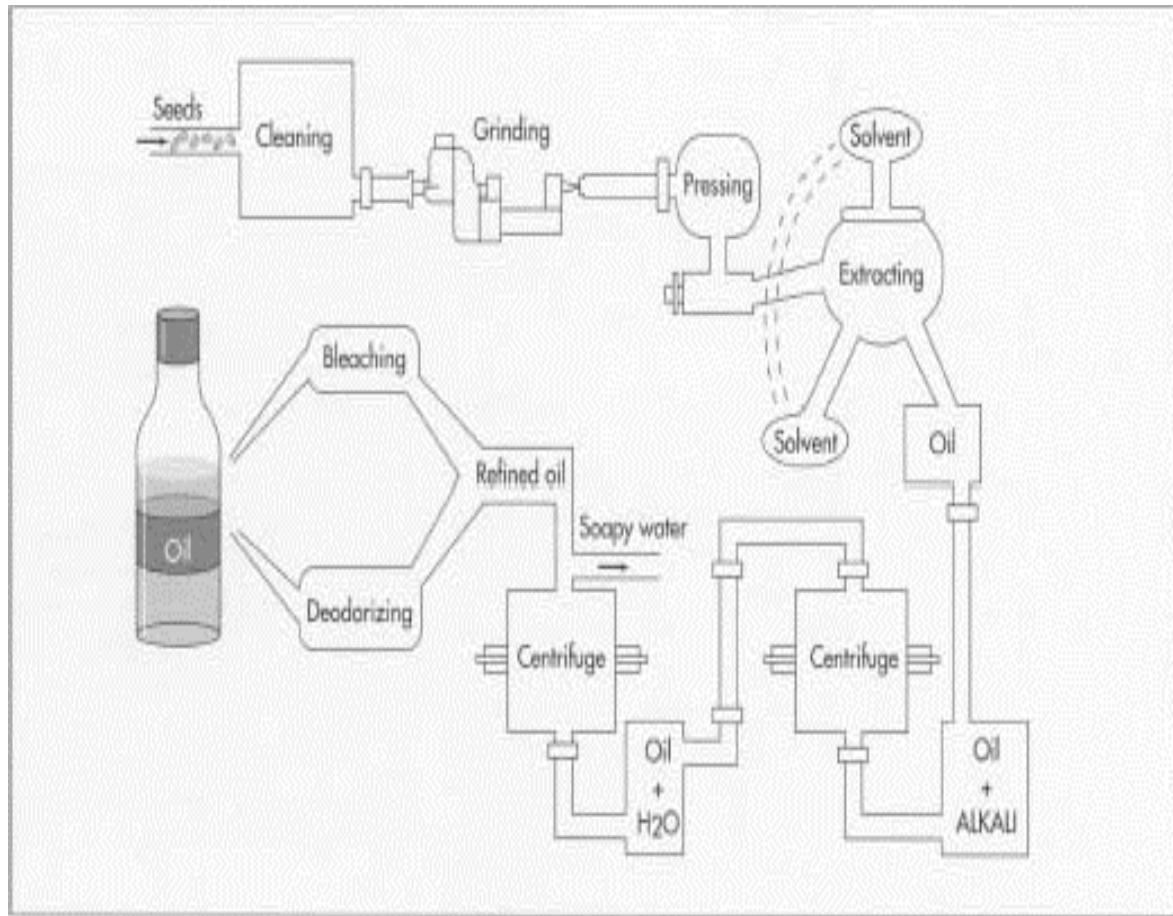 Seeds
Cleaning
Grinding
Pressing
Solvent
Extracting
Solvent
Oil
Oil
+
ALKALI
Centrifuge
Oil
+
H2O
Centrifuge
Soapy water
Refined oil
Bleaching
Deodorizing
Oil